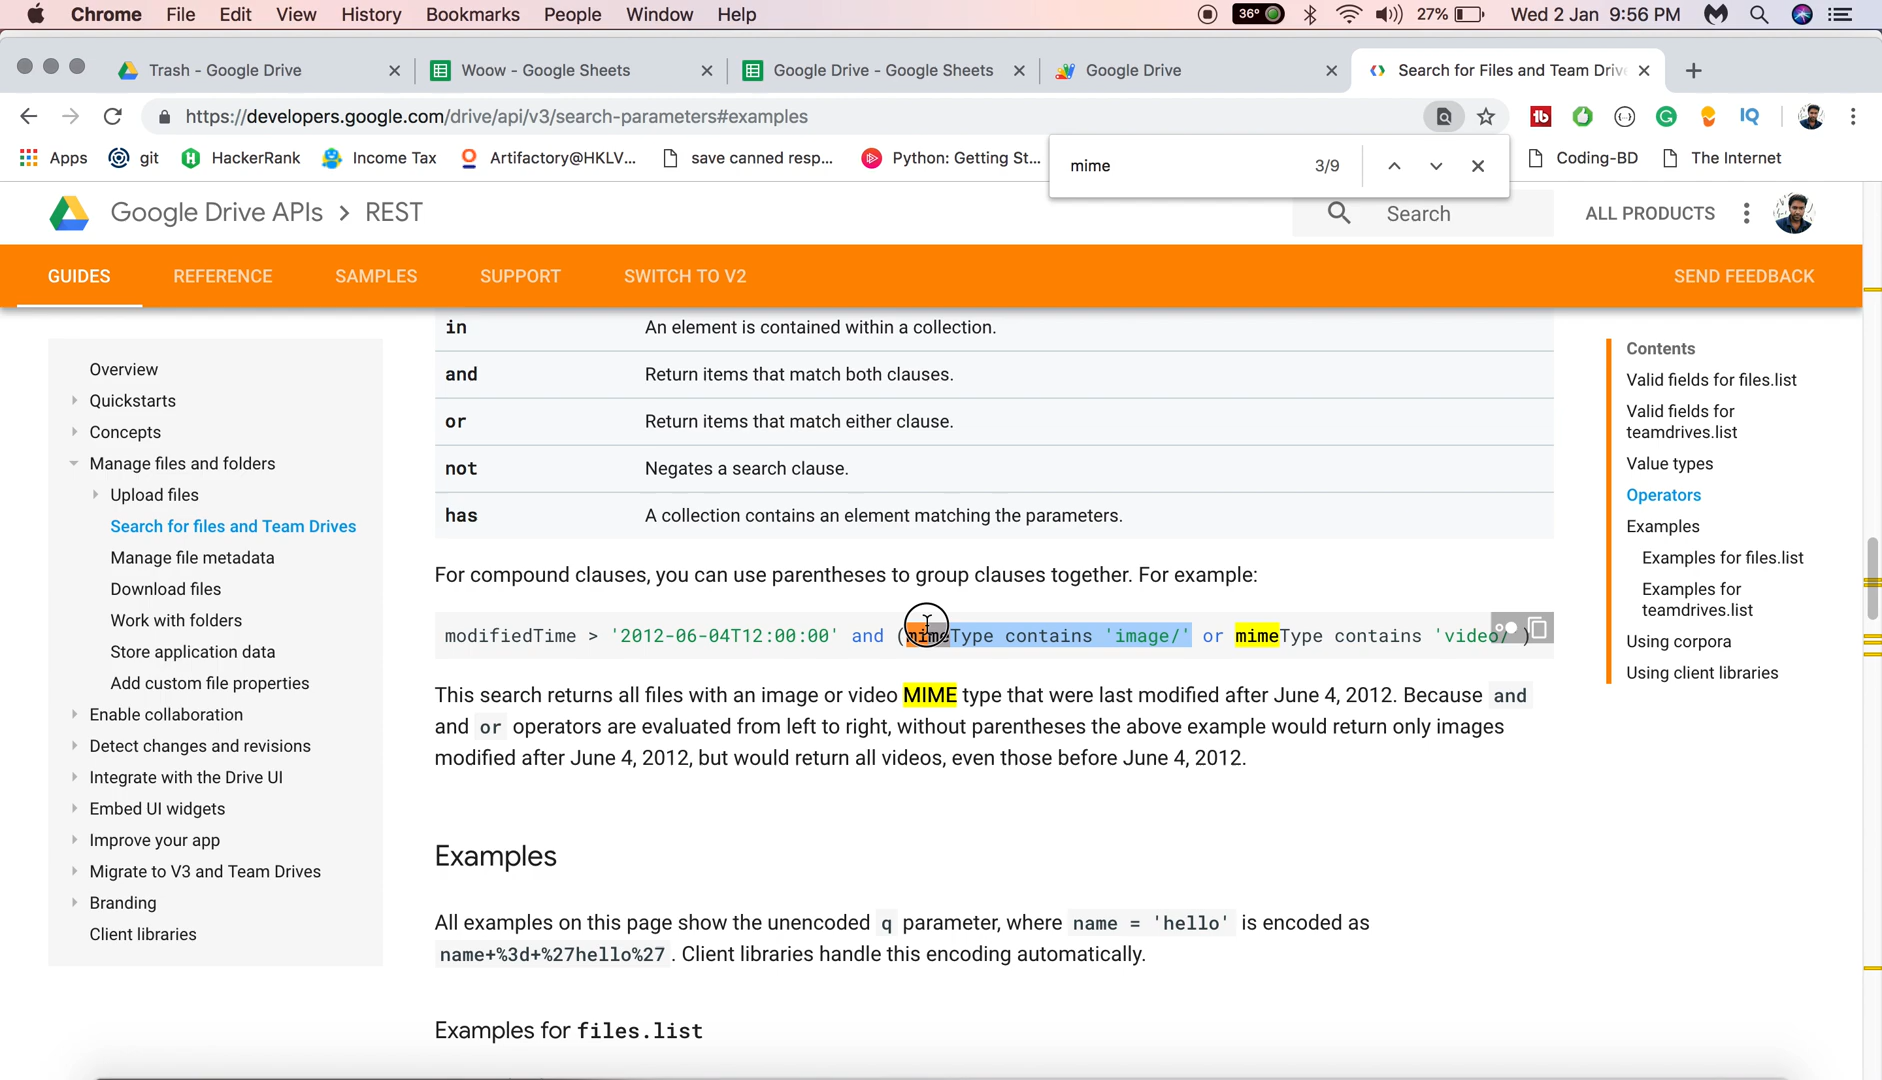 Chrome File Edit View History Bookmarks People Window Help 36° 27% Wed 2 Jan 9:56 PM
Trash - Google Drive Woow - Google Sheets Google Drive - Google Sheets Google Drive Search for Files and Team Driv
https://developers.google.com/drive/api/v3/search-parameters#examples
Apps git HackerRank Income Tax Artifactory@HKLV... save canned resp... Python: Getting St... Coding-BD The Internet
mime 3/9
Google Drive APIs > REST Search ALL PRODUCTS
GUIDES REFERENCE SAMPLES SUPPORT SWITCH TO V2 SEND FEEDBACK
Overview
Quickstarts
Concepts
Manage files and folders
Upload files
Search for files and Team Drives
Manage file metadata
Download files
Work with folders
Store application data
Add custom file properties
Enable collaboration
Detect changes and revisions
Integrate with the Drive UI
Embed UI widgets
Improve your app
Migrate to V3 and Team Drives
Branding
Client libraries
in An element is contained within a collection.
and Return items that match both clauses.
or Return items that match either clause.
not Negates a search clause.
has A collection contains an element matching the parameters.
For compound clauses, you can use parentheses to group clauses together. For example:
modifiedTime > '2012-06-04T12:00:00' and (mimeType contains 'image/' or mimeType contains 'video/')
This search returns all files with an image or video MIME type that were last modified after June 4, 2012. Because and
and or operators are evaluated from left to right, without parentheses the above example would return only images
modified after June 4, 2012, but would return all videos, even those before June 4, 2012.
Examples
All examples on this page show the unencoded q parameter, where name = 'hello' is encoded as
name+%3d+%27hello%27. Client libraries handle this encoding automatically.
Examples for files.list
Contents
Valid fields for files.list
Valid fields for
teamdrives.list
Value types
Operators
Examples
Examples for files.list
Examples for
teamdrives.list
Using corpora
Using client libraries